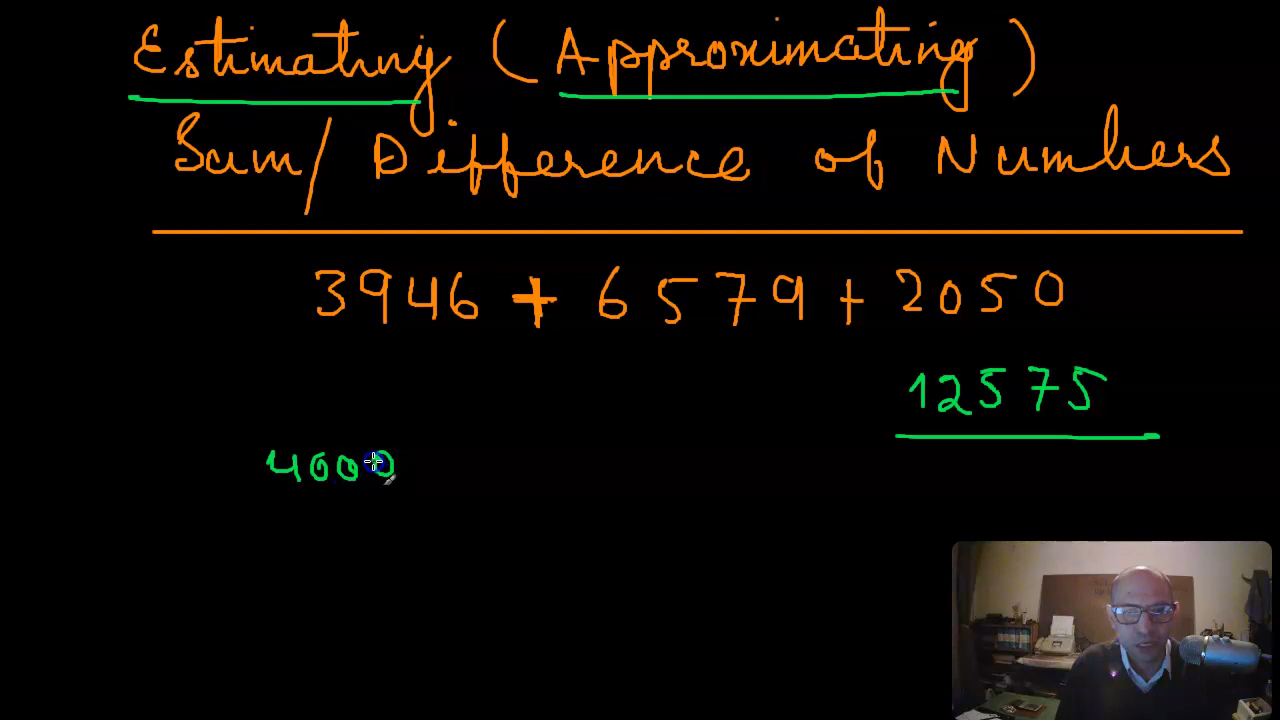 Estimating (Approximating)
Sum/ Difference of Numbers
3946 + 6579 + 2050
12575
4000